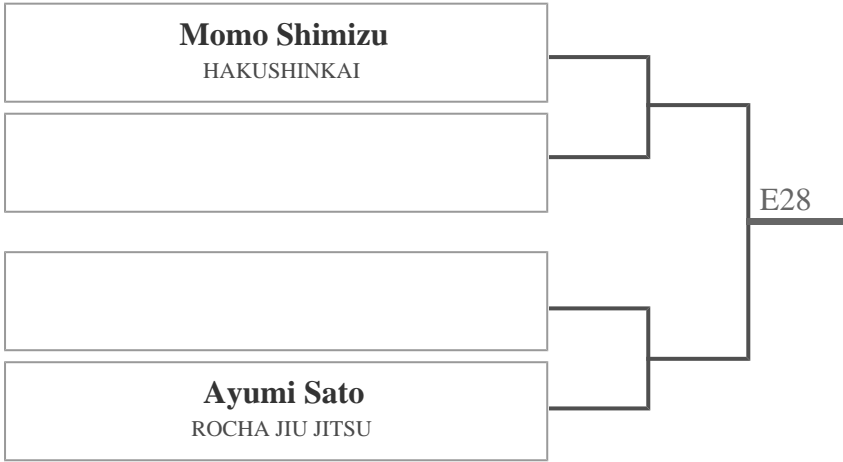 Momo Shimizu
HAKUSHINKAI
E28
Ayumi Sato
ROCHA JIU JITSU